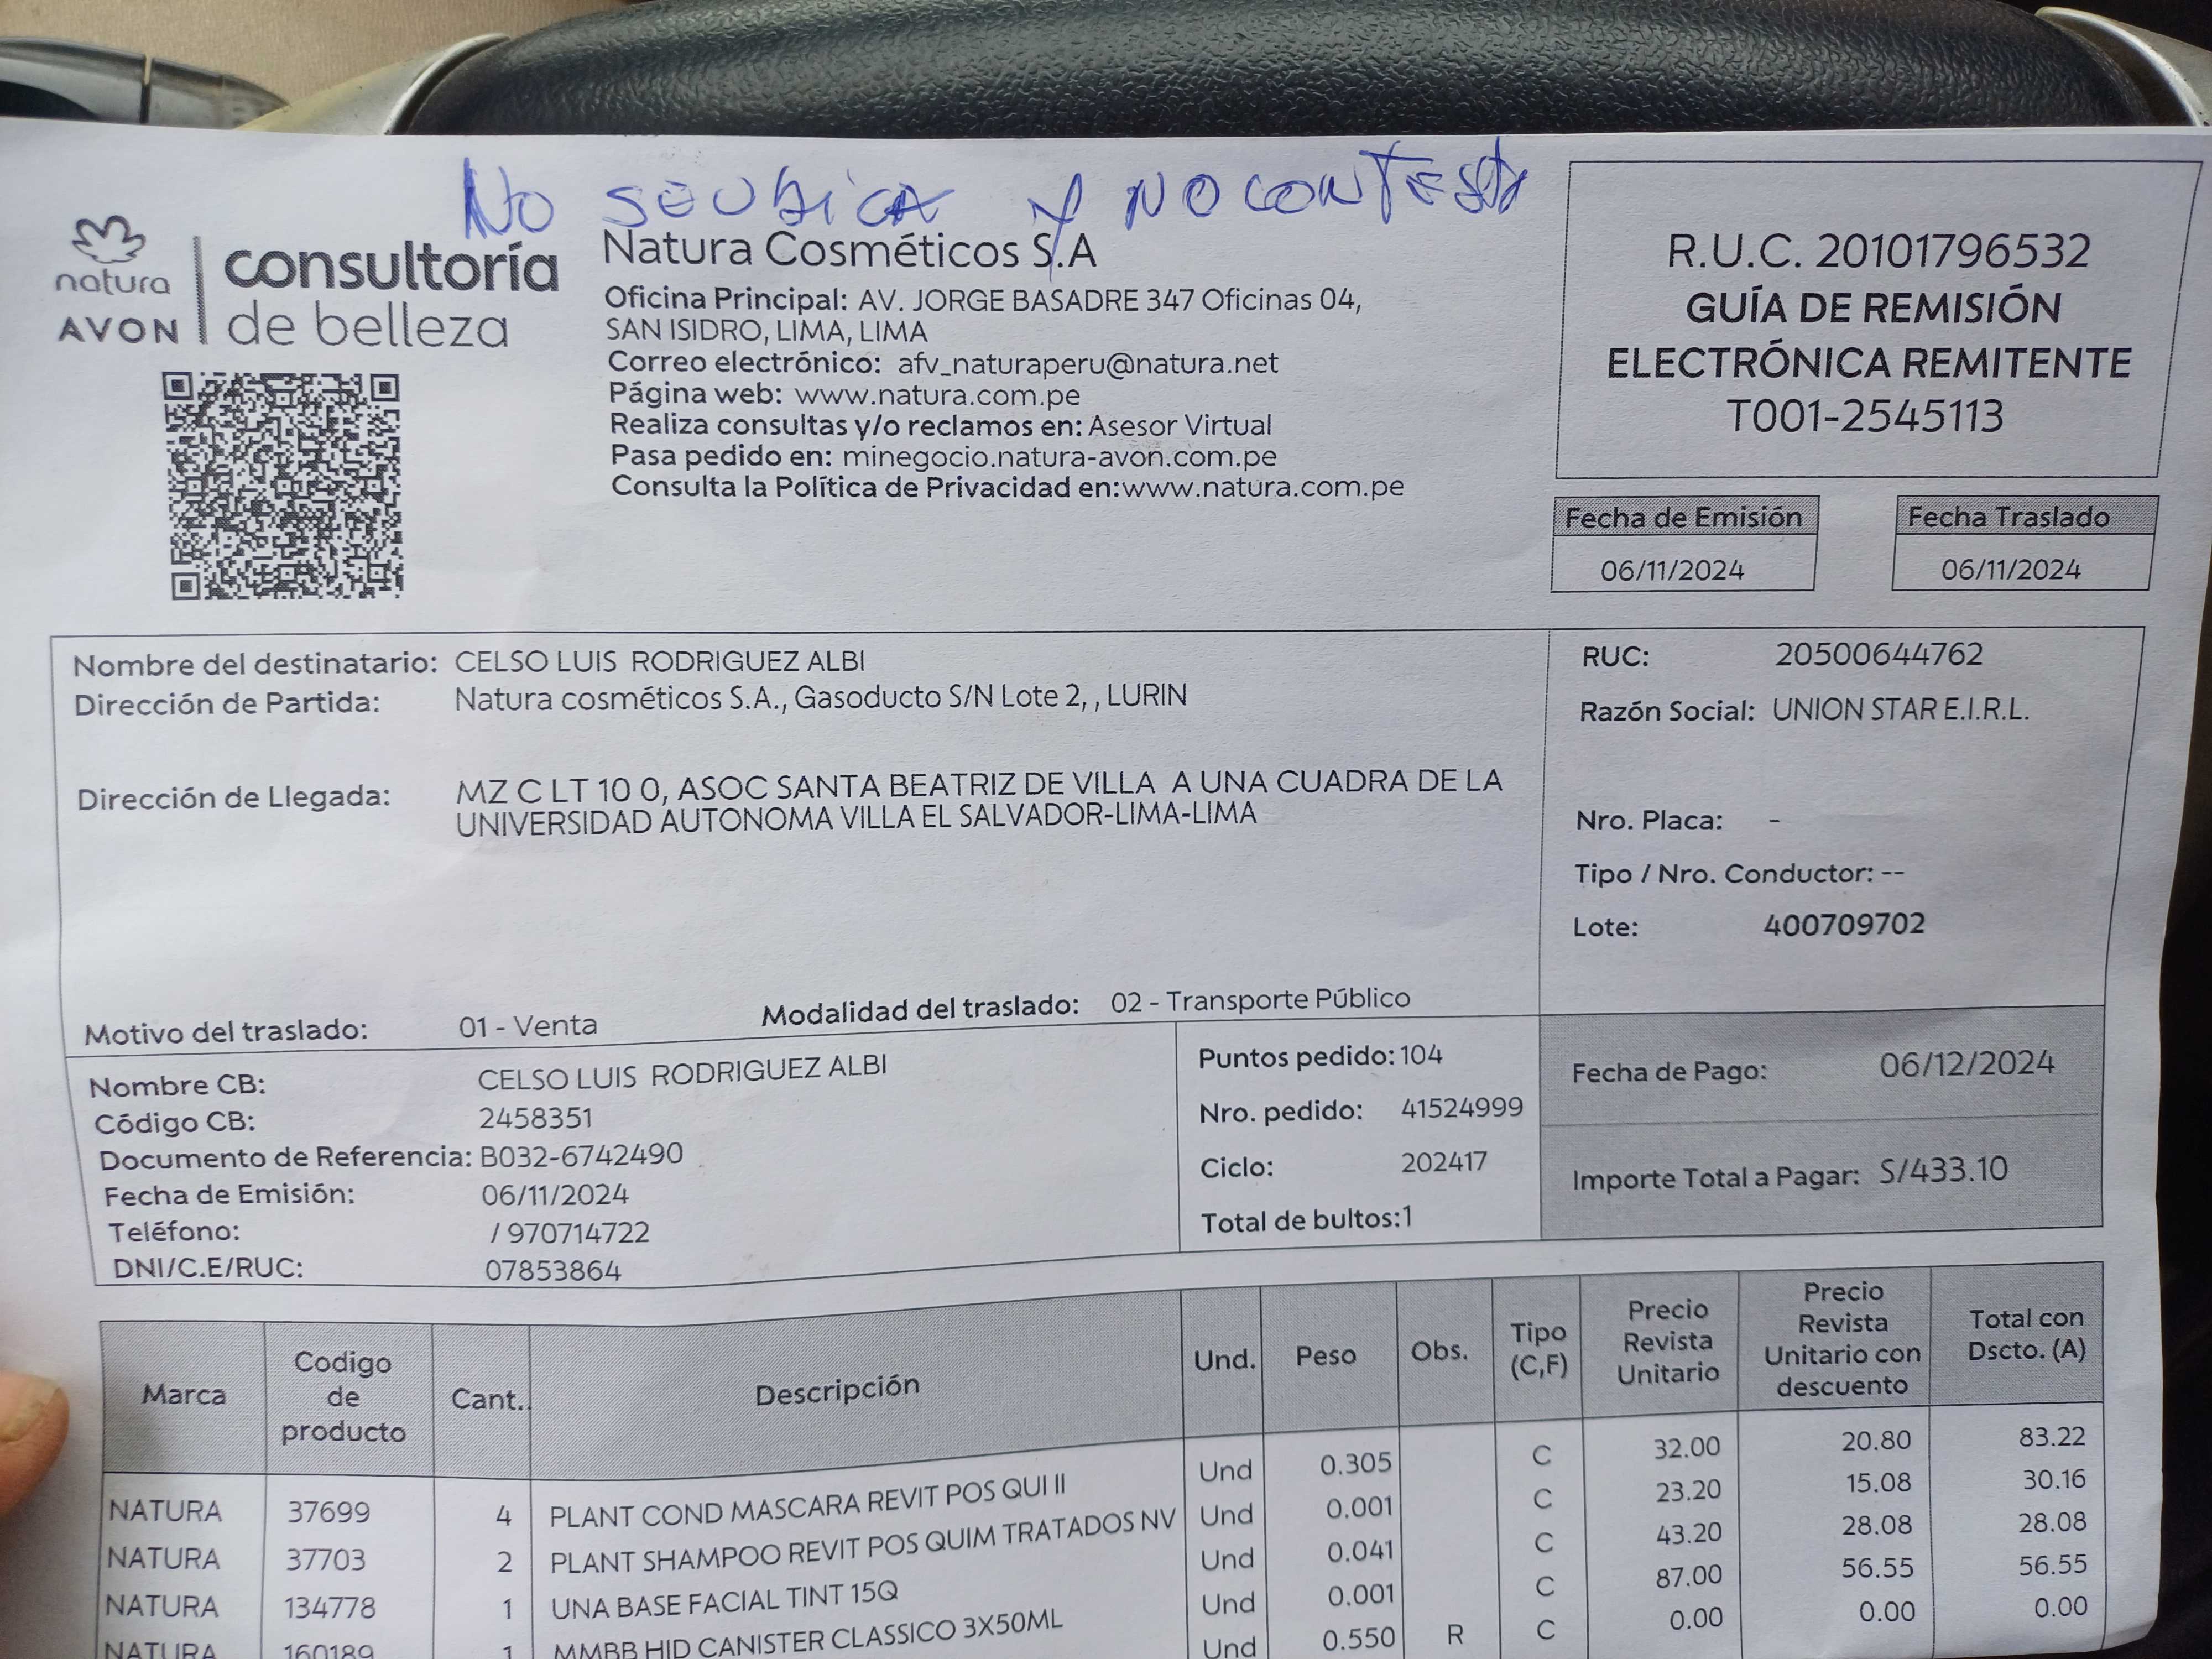 No SE UBICA Y NO CONTESTA
natura
AVON
consultoría
de belleza
Natura Cosméticos S.A
Oficina Principal: AV. JORGE BASADRE 347 Oficinas 04,
SAN ISIDRO, LIMA, LIMA
Correo electrónico: afv_naturaperu@natura.net
Página web: www.natura.com.pe
Realiza consultas y/o reclamos en: Asesor Virtual
Pasa pedido en: minegocio.natura-avon.com.pe
Consulta la Política de Privacidad en:www.natura.com.pe
R.U.C. 20101796532
GUÍA DE REMISIÓN
ELECTRÓNICA REMITENTE
T001-2545113
Fecha de Emisión
06/11/2024
Fecha Traslado
06/11/2024
Nombre del destinatario: CELSO LUIS RODRIGUEZ ALBI
Dirección de Partida: Natura cosméticos S.A., Gasoducto S/N Lote 2, , LURIN
Dirección de Llegada: MZ C LT 10 0, ASOC SANTA BEATRIZ DE VILLA A UNA CUADRA DE LA
UNIVERSIDAD AUTONOMA VILLA EL SALVADOR-LIMA-LIMA
Motivo del traslado: 01 - Venta Modalidad del traslado: 02 - Transporte Público
RUC: 20500644762
Razón Social: UNION STAR E.I.R.L.
Nro. Placa: -
Tipo / Nro. Conductor: --
Lote: 400709702
Nombre CB: CELSO LUIS RODRIGUEZ ALBI
Código CB: 2458351
Documento de Referencia: B032-6742490
Fecha de Emisión: 06/11/2024
Teléfono: / 970714722
DNI/C.E/RUC: 07853864
Puntos pedido: 104
Nro. pedido: 41524999
Ciclo: 202417
Total de bultos:1
Fecha de Pago: 06/12/2024
Importe Total a Pagar: S/433.10
Marca
Codigo
de
producto
Cant.
Descripción
Und.
Peso
Obs.
Tipo
(C,F)
Precio
Revista
Unitario
Precio
Revista
Unitario con
descuento
Total con
Dscto. (A)
NATURA 37699 4 PLANT COND MASCARA REVIT POS QUI II Und 0.305 C 32.00 20.80 83.22
NATURA 37703 2 PLANT SHAMPOO REVIT POS QUIM TRATADOS NV Und 0.001 C 23.20 15.08 30.16
NATURA 134778 1 UNA BASE FACIAL TINT 15Q Und 0.041 C 43.20 28.08 28.08
NATURA 160189 1 MMBB HID CANISTER CLASSICO 3X50ML Und 0.001 C 87.00 56.55 56.55
Und 0.550 R C 0.00 0.00 0.00